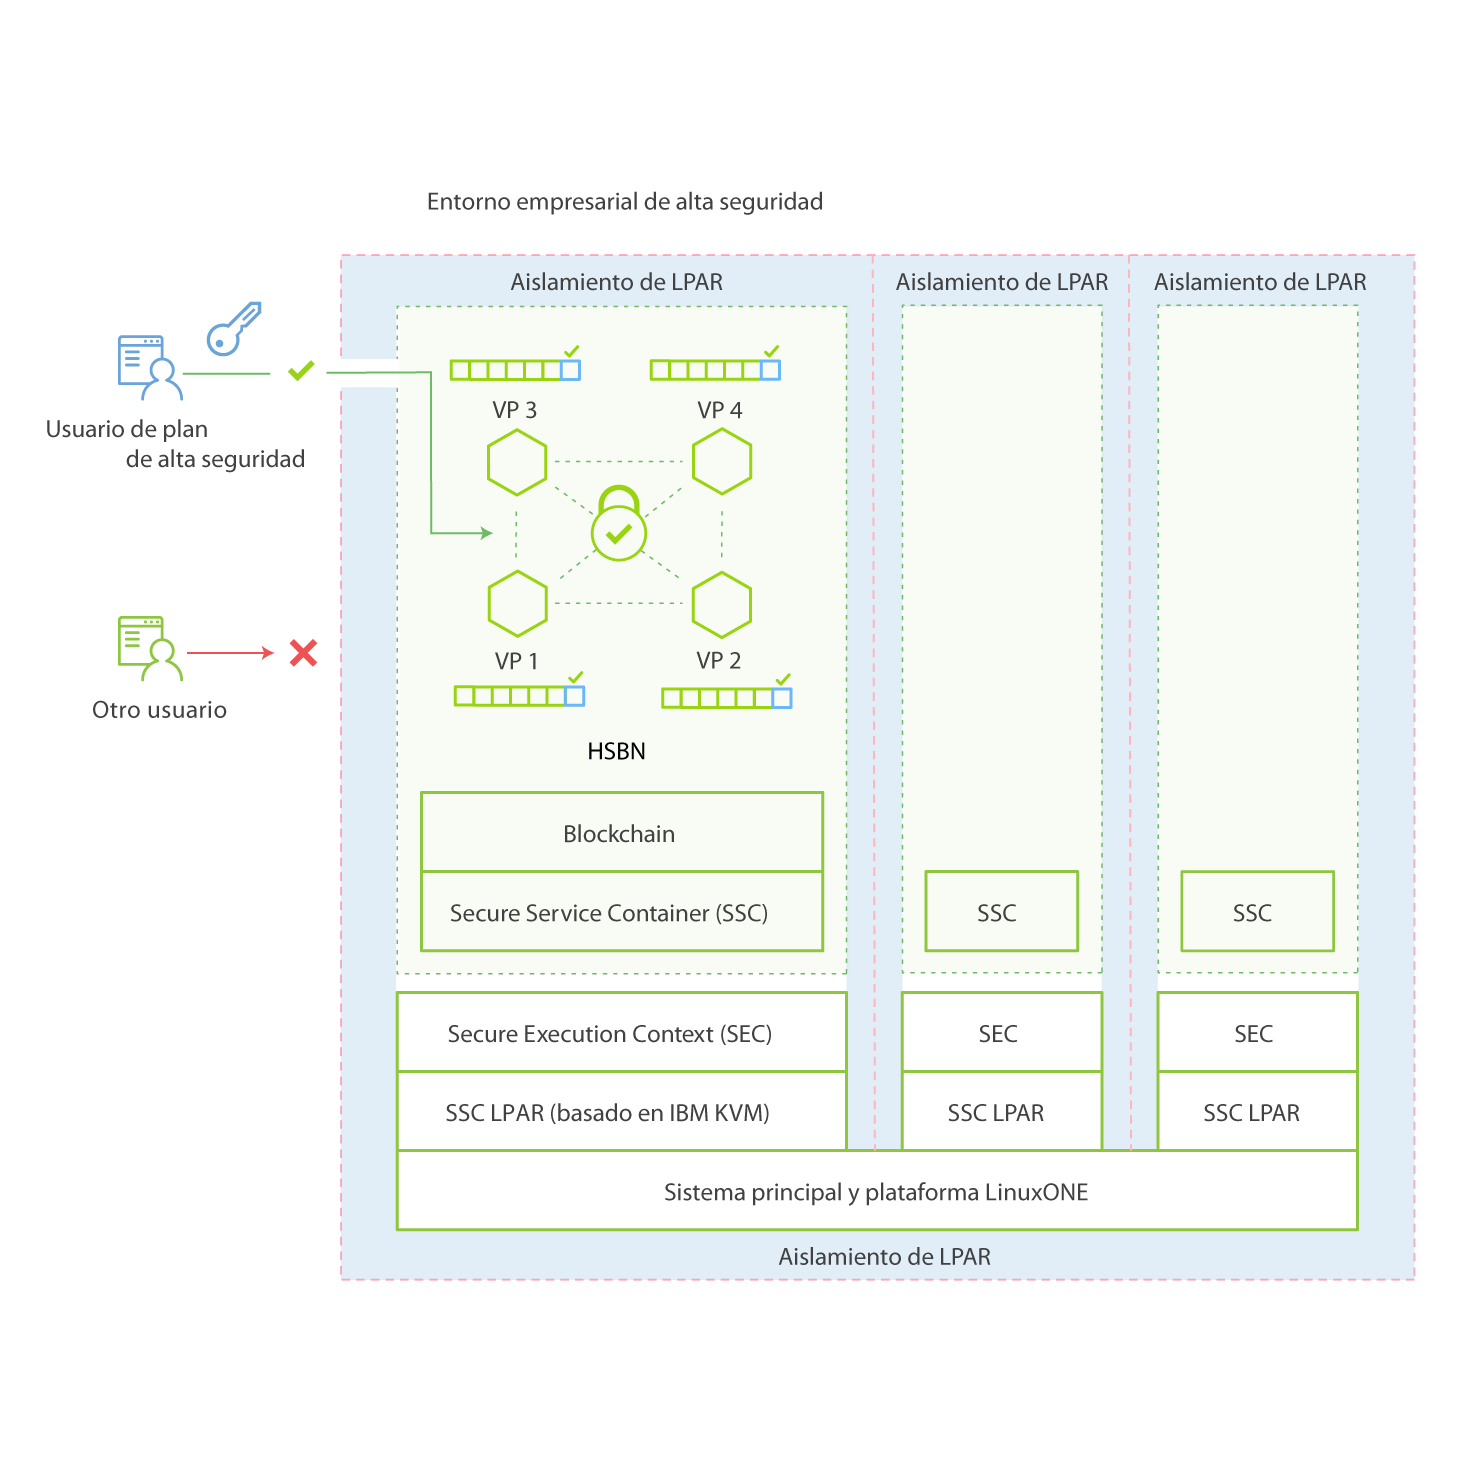 Entorno empresarial de alta seguridad
Aislamiento de LPAR
Aislamiento de LPAR
Aislamiento de LPAR
Usuario de plan
de alta seguridad
VP 3
VP 4
VP 1
VP 2
Otro usuario
HSBN
Blockchain
Secure Service Container (SSC)
SSC
SSC
Secure Execution Context (SEC)
SEC
SEC
SSC LPAR (basado en IBM KVM)
SSC LPAR
SSC LPAR
Sistema principal y plataforma LinuxONE
Aislamiento de LPAR